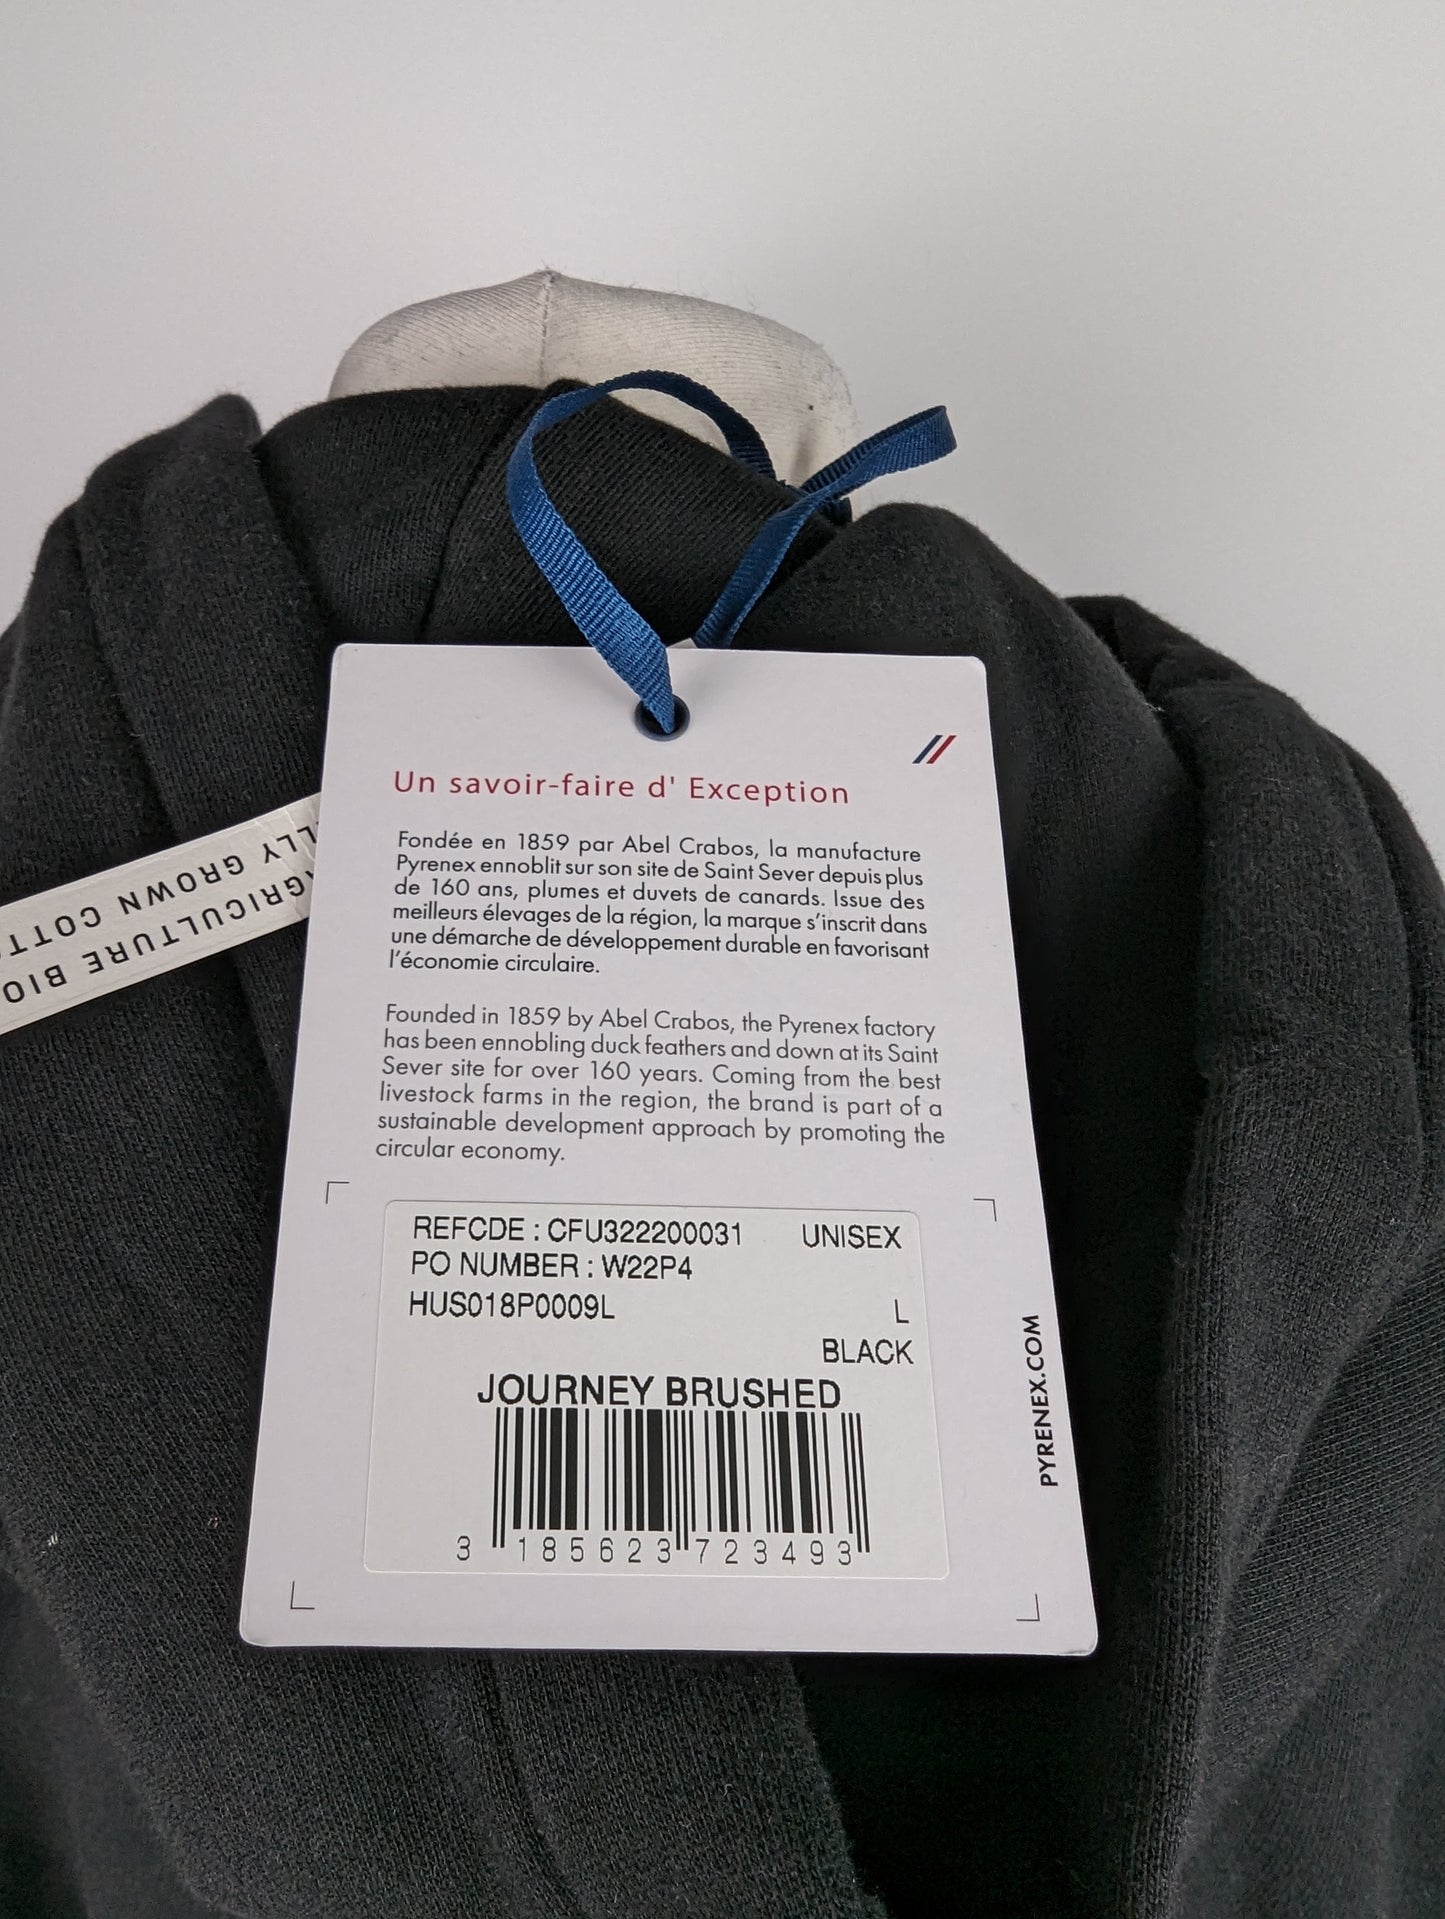 Un savoir-faire d' Exception
Fondée en 1859 par Abel Crabos, la manufacture
Pyrenex ennoblit sur son site de Saint Sever depuis plus
de 160 ans, plumes et duvets de canards. Issue des
meilleurs élevages de la région, la marque s'inscrit dans
une démarche de développement durable en favorisant
l'économie circulaire.
Founded in 1859 by Abel Crabos, the Pyrenex factory
has been ennobling duck feathers and down at its Saint
Sever site for over 160 years. Coming from the best
livestock farms in the region, the brand is part of a
sustainable development approach by promoting the
circular economy.
REFCDE : CFU322200031 UNISEX
PO NUMBER : W22P4
HUS018P0009L L
BLACK
JOURNEY BRUSHED
3 185623 723493
PYRENEX.COM
AGRICULTURE BIO
LLY GROWN COTT